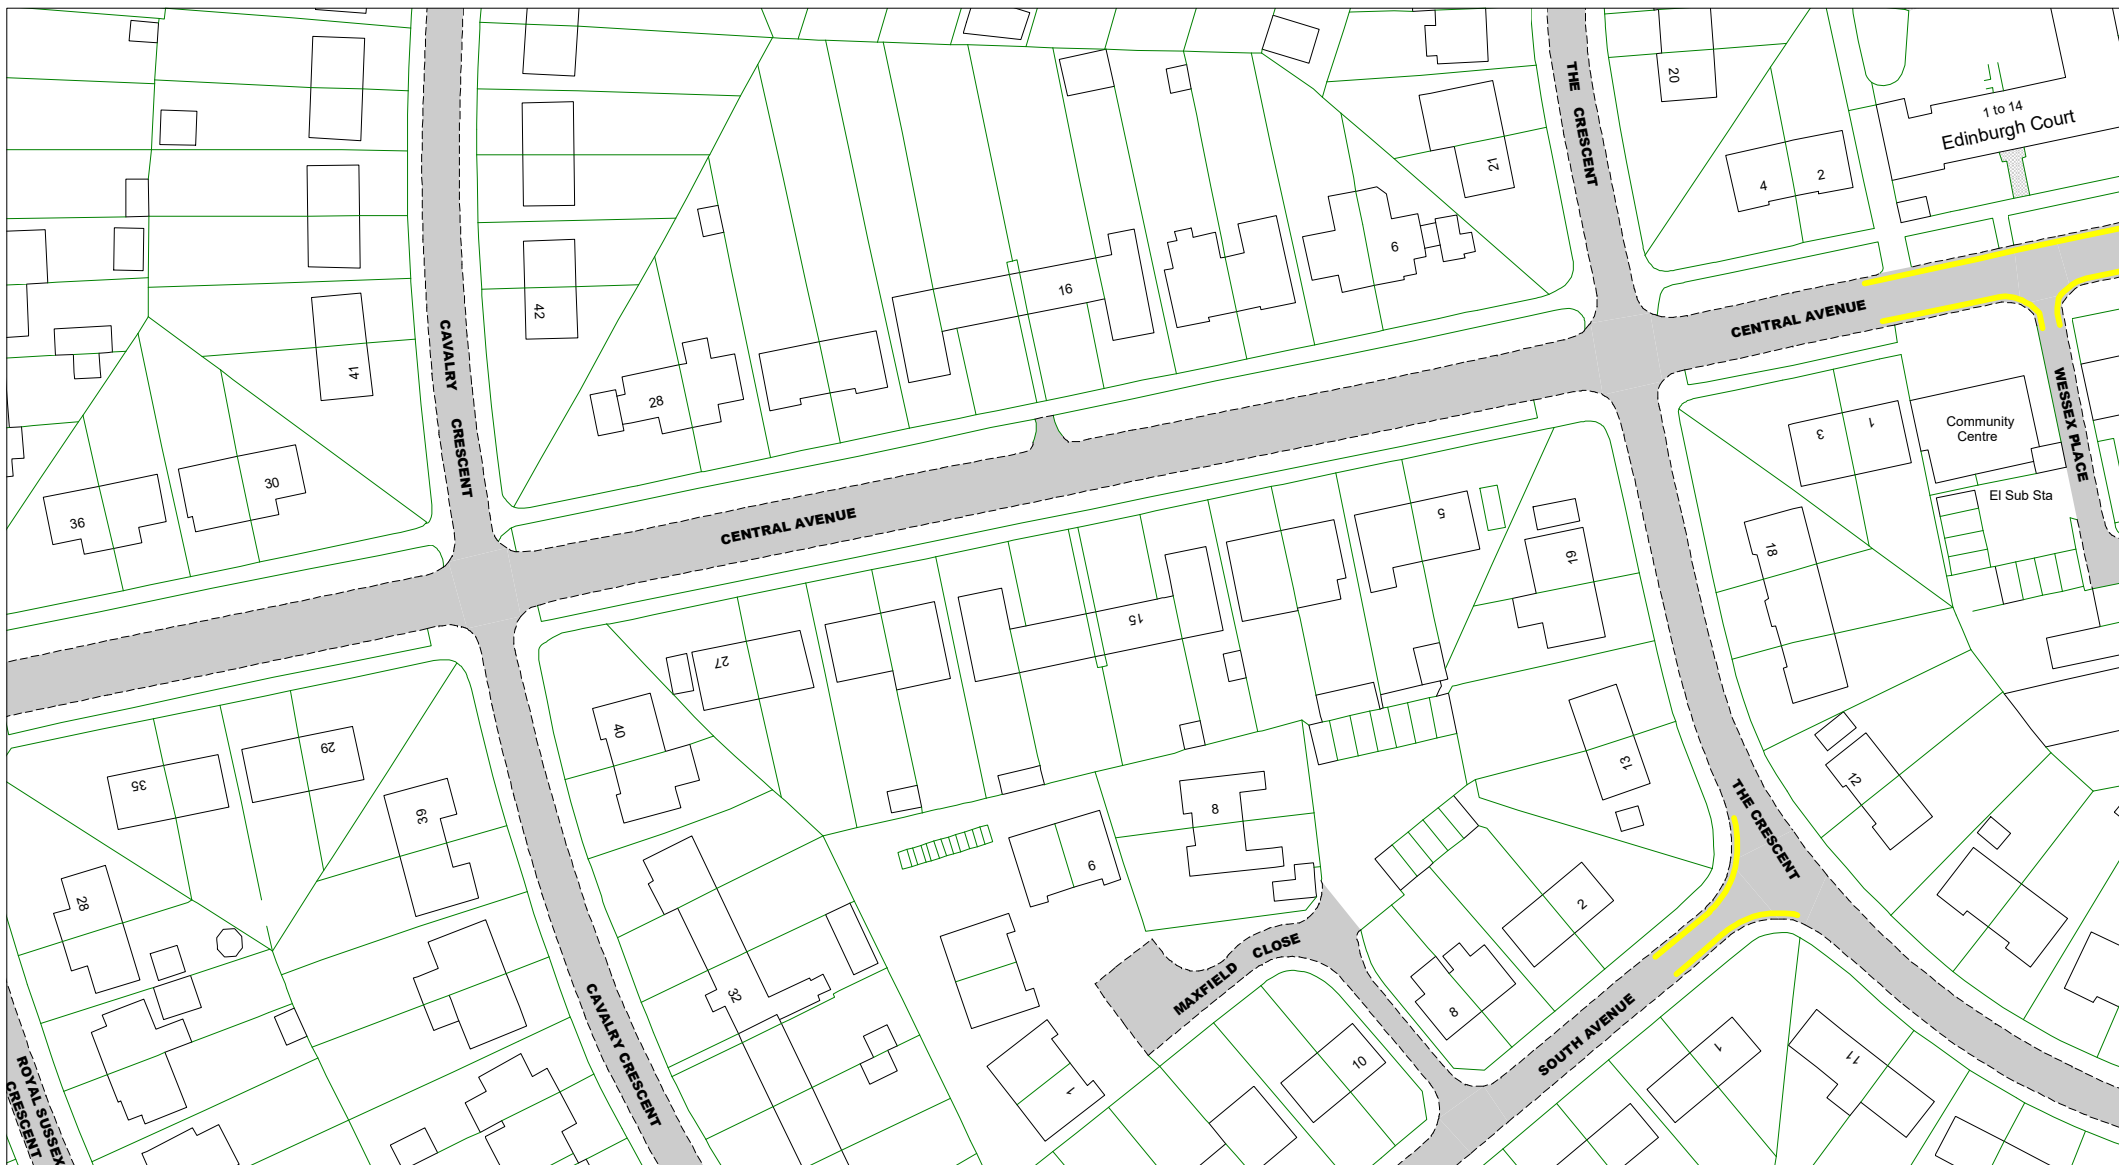 THE CRESCENT
20
1 to 14
Edinburgh Court
21
4
2
6
16
42
CENTRAL AVENUE
CAVALRY CRESCENT
41
28
WESSEX PLACE
3
1
Community
Centre
30
36
El Sub Sta
5
CENTRAL AVENUE
19
18
15
27
40
29
35
13
12
THE CRESCENT
39
8
6
28
2
MAXFIELD CLOSE
32
8
SOUTH AVENUE
CAVALRY CRESCENT
10
1
11
1
ROYAL SUSSEX
CRESCENT